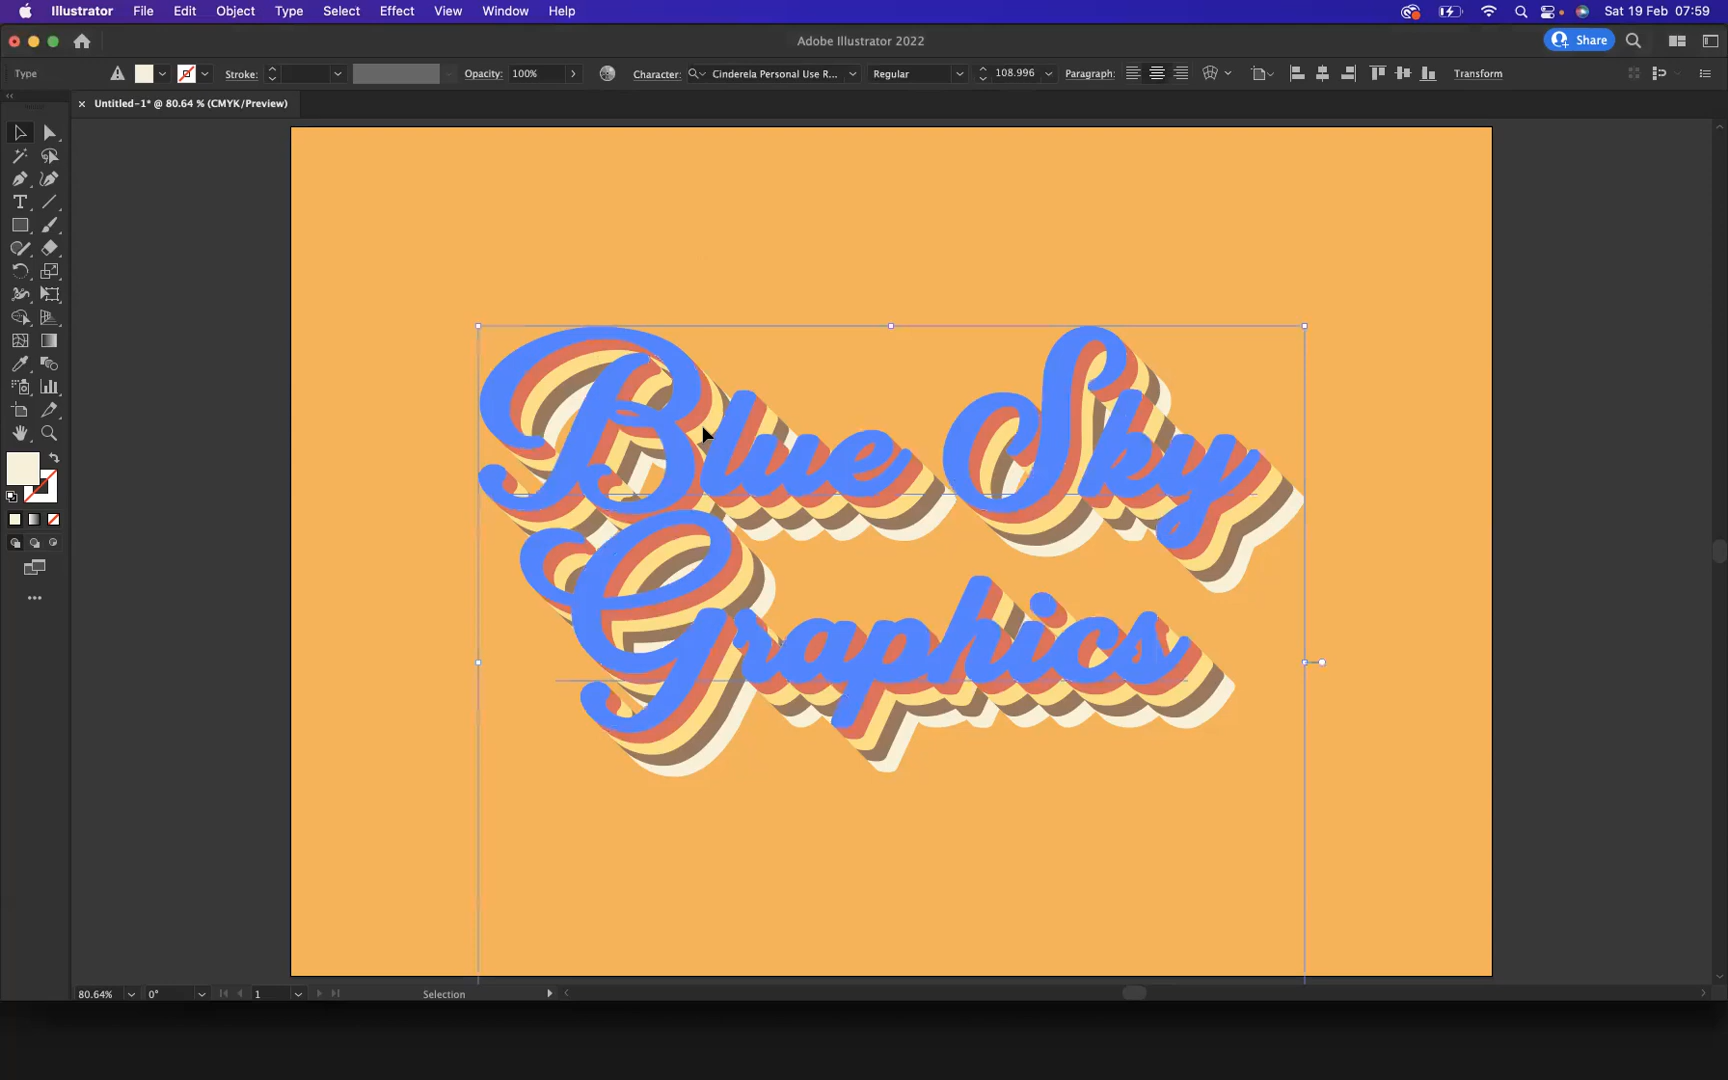 Illustrator File Edit Object Type Select Effect View Window Help Sat 19 Feb 07:59
Adobe Illustrator 2022 Share
Type Stroke: Opacity: 100% Character: Cinderela Personal Use R... Regular 108.996 Paragraph: Transform
Untitled-1* @ 80.64 % (CMYK/Preview)
Blue Sky
Graphics
80.64% 0° 1 Selection